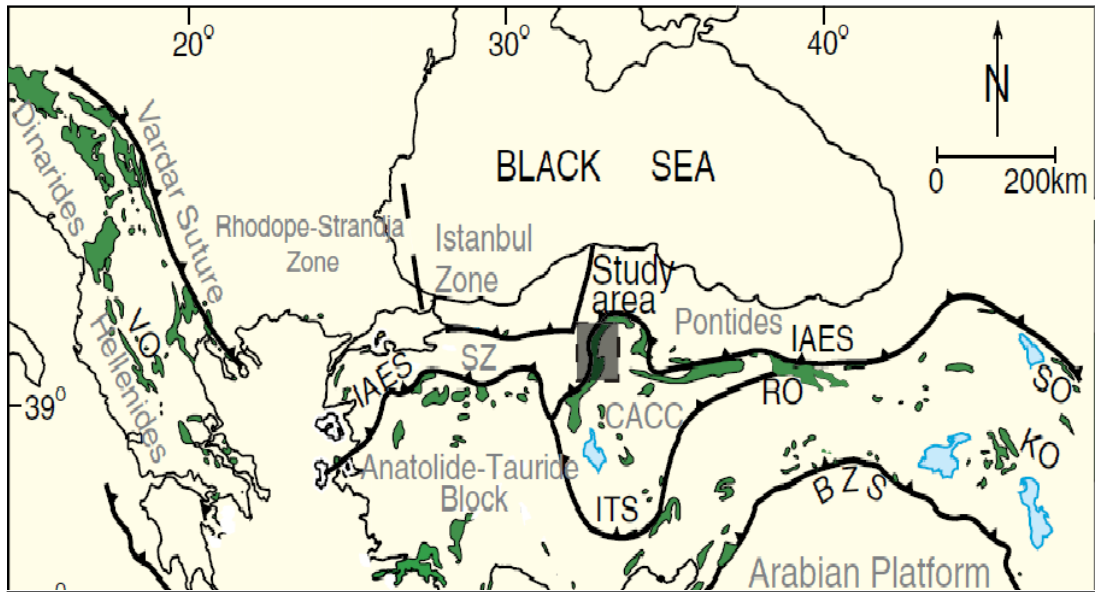 20°
30°
40°
N
0 200km
Dinarides
Vardar Suture
BLACK SEA
Rhodope-Strandja
Zone
Istanbul
Zone
Study
area
Pontides
IAES
VO
Hellenides
SZ
IAES
RO
SO
39°
CACC
KO
Anatolide-Tauride
Block
ITS
BZS
Arabian Platform